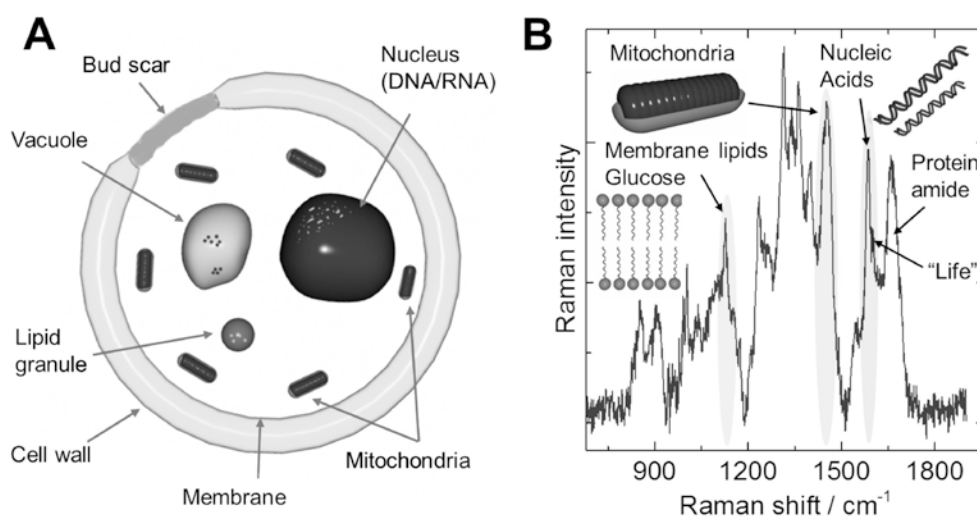 A
Bud scar
Nucleus
(DNA/RNA)
Vacuole
Lipid
granule
Cell wall
Membrane
Mitochondria
B
Mitochondria
Nucleic
Acids
Membrane lipids
Glucose
Protein
amide
“Life”
Raman intensity
900
1200
1500
1800
Raman shift / cm⁻¹